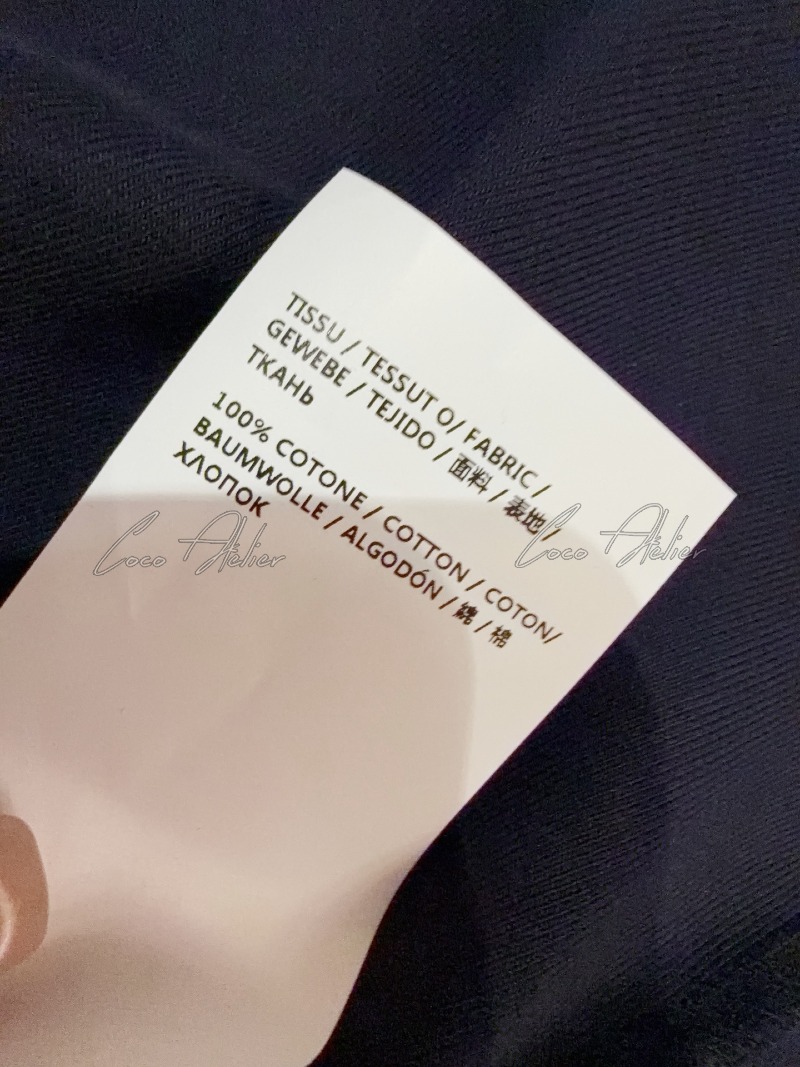 TISSU / TESSUT O/ FABRIC /
GEWEBE / TEJIDO / 面料 / 表地 /
ТКАНЬ
100% COTONE / COTTON / COTON/
BAUMWOLLE / ALGODÓN / / 棉
ХЛОПОК
Coco Atelier
Coco Atelier